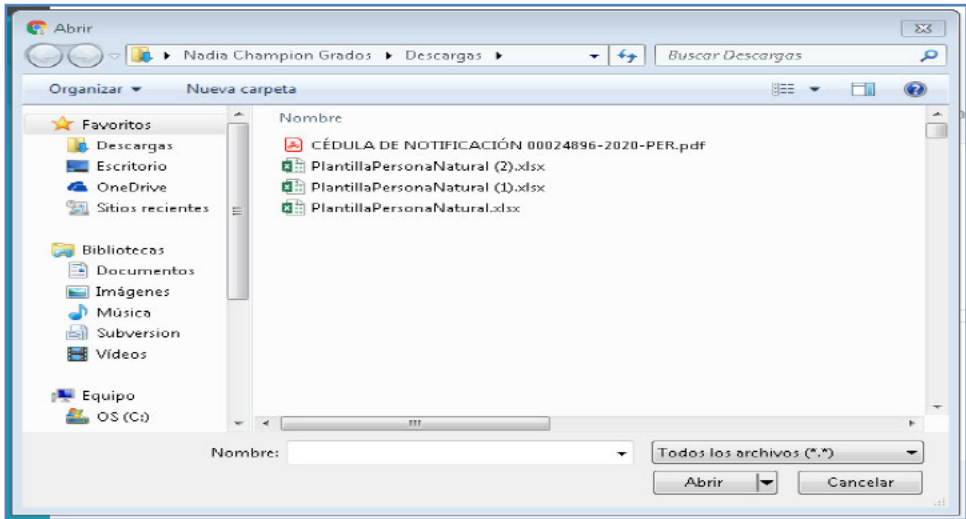 Abrir
Nadia Champion Grados Descargas
Buscar Descargas
Organizar
Nueva carpeta
Favoritos
Descargas
Escritorio
OneDrive
Sitios recientes
Bibliotecas
Documentos
Imágenes
Música
Subversion
Vídeos
Equipo
OS (C:)
Nombre
CÉDULA DE NOTIFICACIÓN 00024896-2020-PER.pdf
PlantillaPersonaNatural (2).xlsx
PlantillaPersonaNatural (1).xlsx
PlantillaPersonaNatural.xlsx
Nombre:
Todos los archivos (*.*)
Abrir
Cancelar